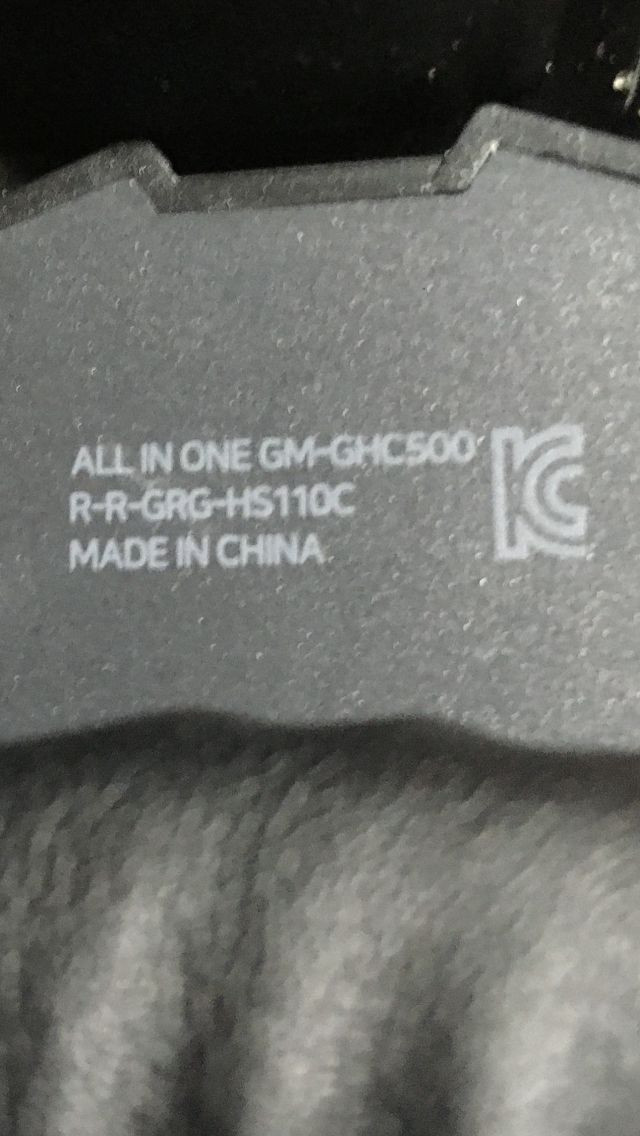 ALL IN ONE GM-GHC500
R-R-GRG-HS110C
MADE IN CHINA